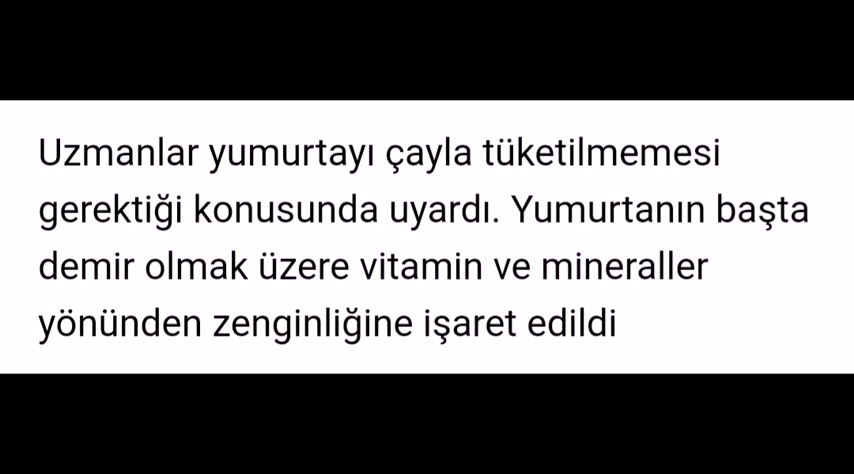 Uzmanlar yumurtayı çayla tüketilmemesi
gerektiği konusunda uyardı. Yumurtanın başta
demir olmak üzere vitamin ve mineraller
yönünden zenginliğine işaret edildi